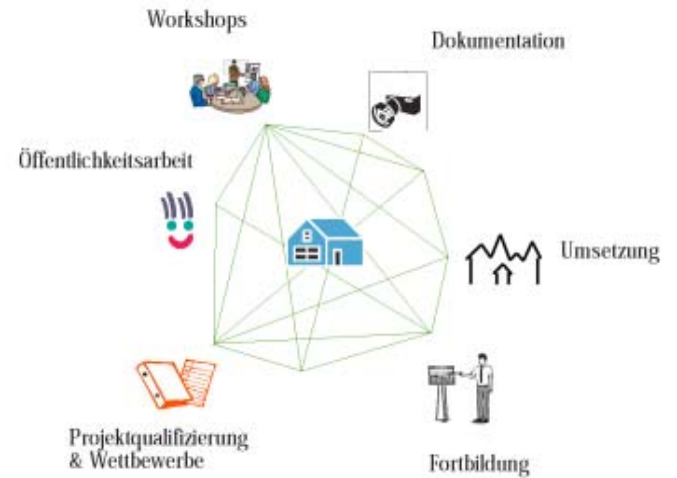 Workshops
Dokumentation
Öffentlichkeitsarbeit
Umsetzung
Projektqualifizierung
& Wettbewerbe
Fortbildung